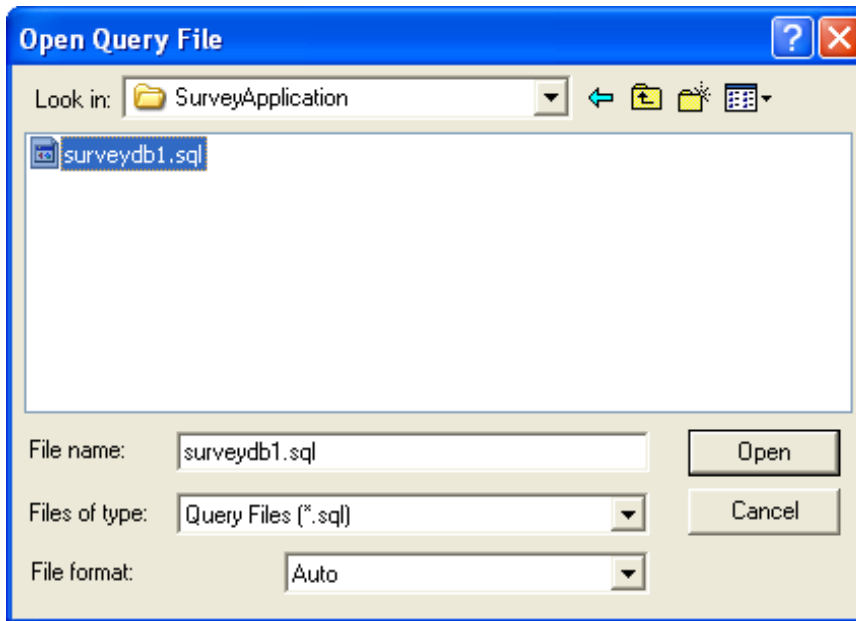 Open Query File
Look in: SurveyApplication
surveydb1.sql
File name: surveydb1.sql Open
Files of type: Query Files (*.sql) Cancel
File format: Auto